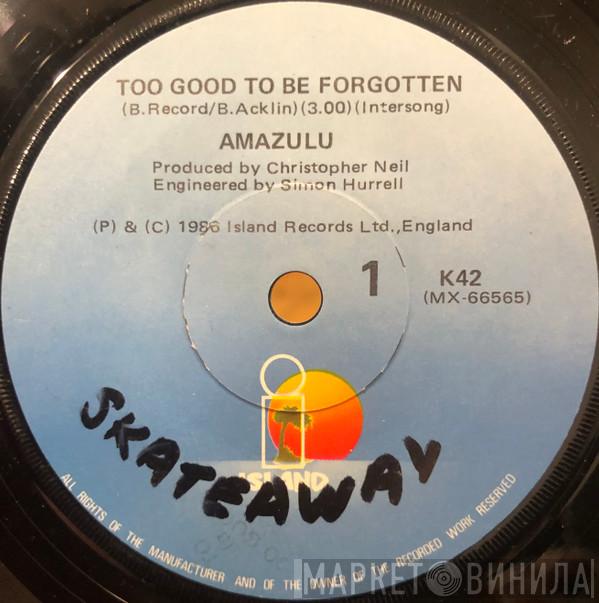 TOO GOOD TO BE FORGOTTEN
(B.Record/B.Acklin)(3.00)(Intersong)
AMAZULU
Produced by Christopher Neil
Engineered by Simon Hurrell
(P) & (C) 1986 Island Records Ltd.,England
1
K42
(MX-66565)
ISLAND
SKATEAWAY
ALL RIGHTS OF THE MANUFACTURER AND OF THE OWNER OF THE RECORDED WORK RESERVED
МАРКЕТ ВИНИЛА